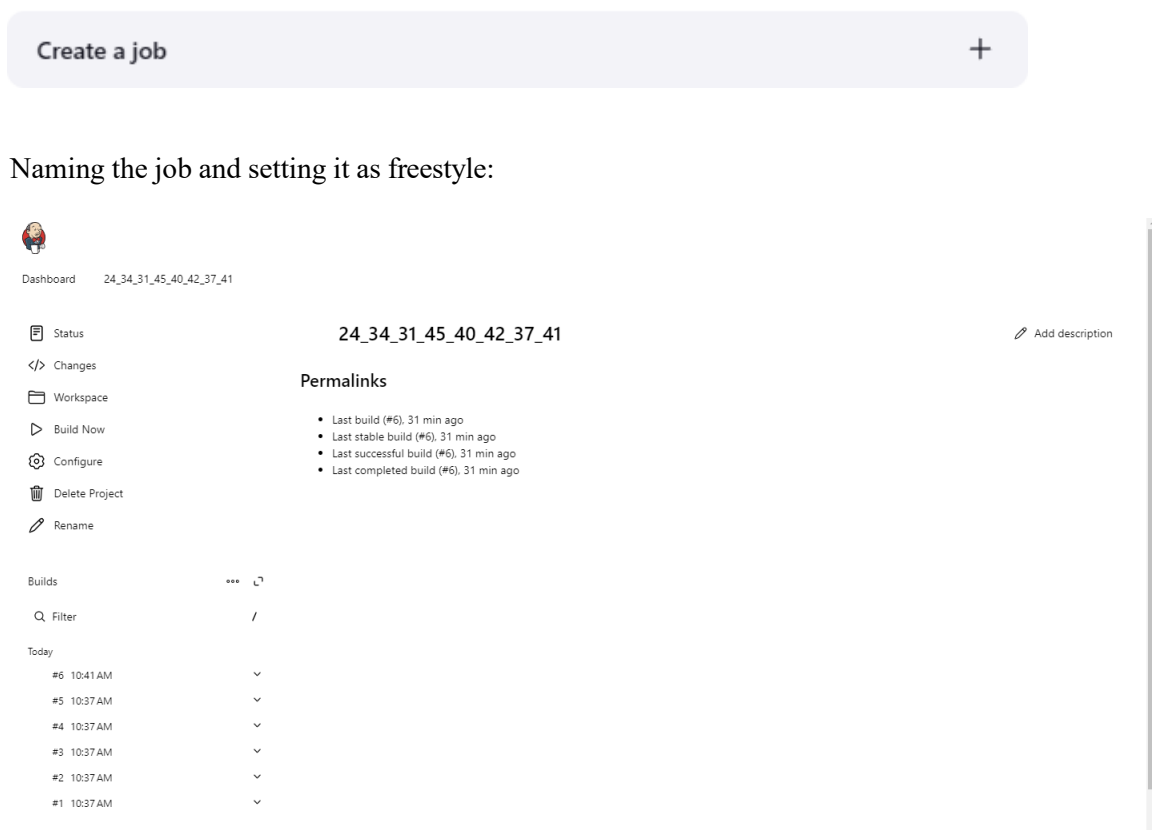 Create a job
Naming the job and setting it as freestyle:
Dashboard 24_34_31_45_40_42_37_41
Status
Changes
Workspace
Build Now
Configure
Delete Project
Rename
24_34_31_45_40_42_37_41
Add description
Permalinks
Last build (#6), 31 min ago
Last stable build (#6), 31 min ago
Last successful build (#6), 31 min ago
Last completed build (#6), 31 min ago
Builds
Filter /
Today
#6 10:41 AM
#5 10:37 AM
#4 10:37 AM
#3 10:37 AM
#2 10:37 AM
#1 10:37 AM